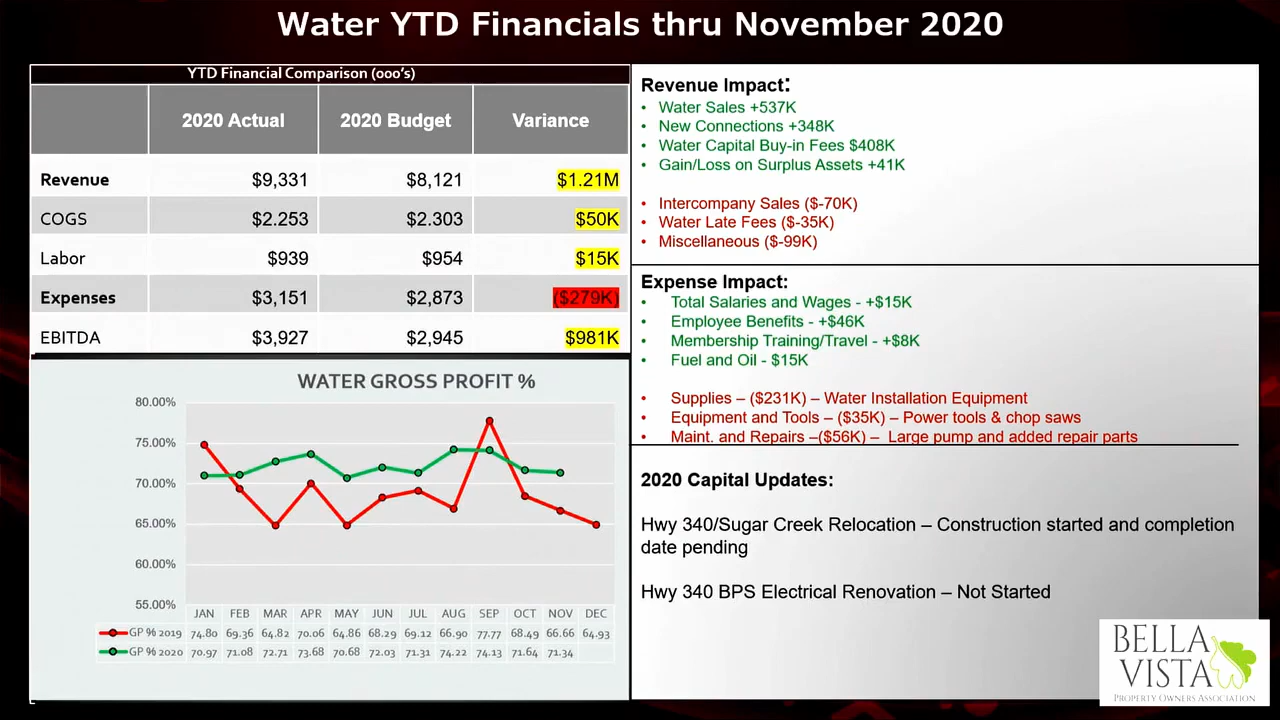 Water YTD Financials thru November 2020
YTD Financial Comparison (000's)
2020 Actual 2020 Budget Variance
Revenue $9,331 $8,121 $1.21M
COGS $2.253 $2.303 $50K
Labor $939 $954 $15K
Expenses $3,151 $2,873 ($279K)
EBITDA $3,927 $2,945 $981K
WATER GROSS PROFIT %
80.00%
75.00%
70.00%
65.00%
60.00%
55.00%
JAN FEB MAR APR MAY JUN JUL AUG SEP OCT NOV DEC
GP % 2019 74.80 69.36 64.82 70.06 64.86 68.29 69.12 66.90 77.77 68.49 66.66 64.93
GP % 2020 70.97 71.08 72.71 73.68 70.68 72.03 71.31 74.22 74.13 71.64 71.34
Revenue Impact:
• Water Sales +537K
• New Connections +348K
• Water Capital Buy-in Fees $408K
• Gain/Loss on Surplus Assets +41K
• Intercompany Sales ($-70K)
• Water Late Fees ($-35K)
• Miscellaneous ($-99K)
Expense Impact:
• Total Salaries and Wages - +$15K
• Employee Benefits - +$46K
• Membership Training/Travel - +$8K
• Fuel and Oil - $15K
• Supplies – ($231K) – Water Installation Equipment
• Equipment and Tools – ($35K) – Power tools & chop saws
• Maint. and Repairs –($56K) – Large pump and added repair parts
2020 Capital Updates:
Hwy 340/Sugar Creek Relocation – Construction started and completion
date pending
Hwy 340 BPS Electrical Renovation – Not Started
BELLA
VISTA
PROPERTY OWNERS ASSOCIATION